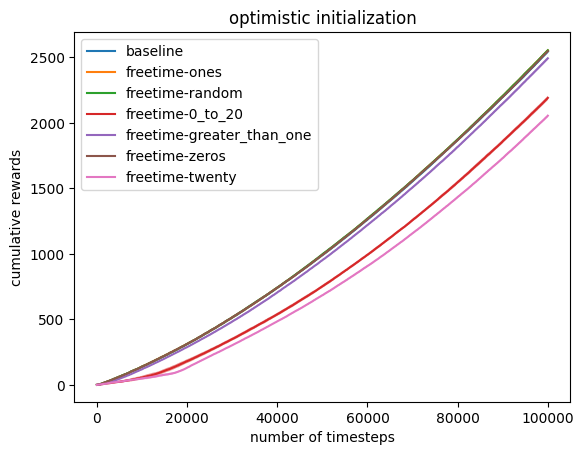 optimistic initialization
baseline
freetime-ones
freetime-random
freetime-0_to_20
freetime-greater_than_one
freetime-zeros
freetime-twenty
2500
2000
1500
1000
500
0
cumulative rewards
0 20000 40000 60000 80000 100000
number of timesteps